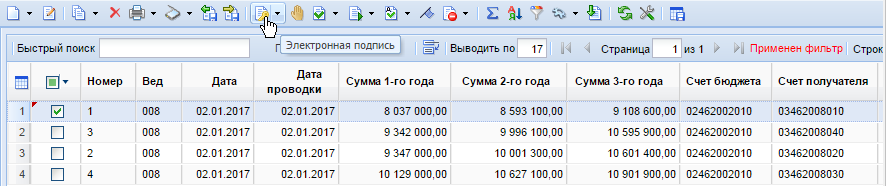 Быстрый поиск
Электронная подпись
Выводить по 17 Страница 1 из 1 Применен фильтр Строк
Номер Вед Дата Дата проводки Сумма 1-го года Сумма 2-го года Сумма 3-го года Счет бюджета Счет получателя
1 1 008 02.01.2017 02.01.2017 8 037 000,00 8 593 100,00 9 108 600,00 02462002010 03462008010
2 3 008 02.01.2017 02.01.2017 9 342 000,00 9 996 100,00 10 595 900,00 02462002010 03462008040
3 2 008 02.01.2017 02.01.2017 9 347 000,00 10 001 300,00 10 601 400,00 02462002010 03462008020
4 4 008 02.01.2017 02.01.2017 10 129 000,00 10 627 100,00 10 901 900,00 02462002010 03462008030